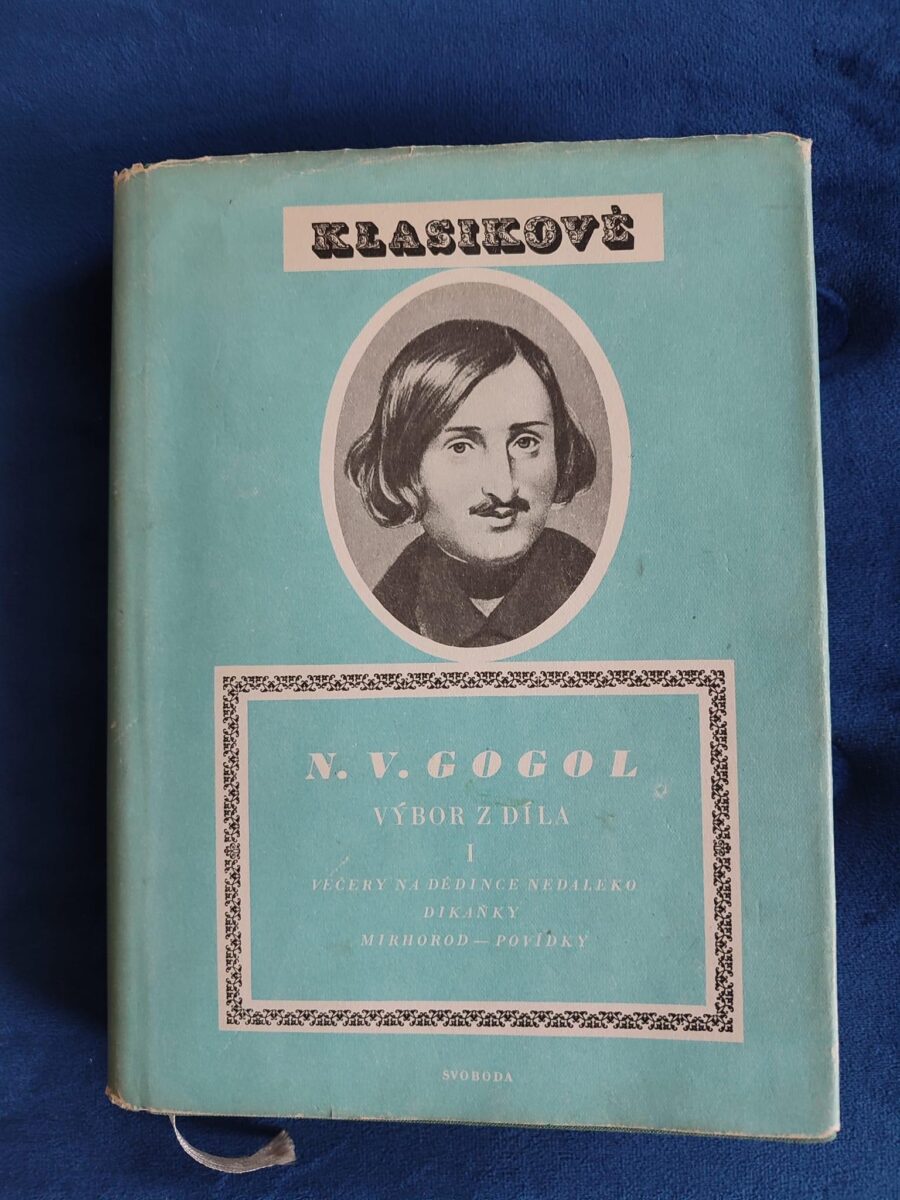 KLASIKOVÉ
N. V. GOGOL
VÝBOR Z DÍLA
I
VEČERY NA DĚDINCE NEDALEKO
DIKAŇKY
MIRHOROD — POVÍDKY
SVOBODA